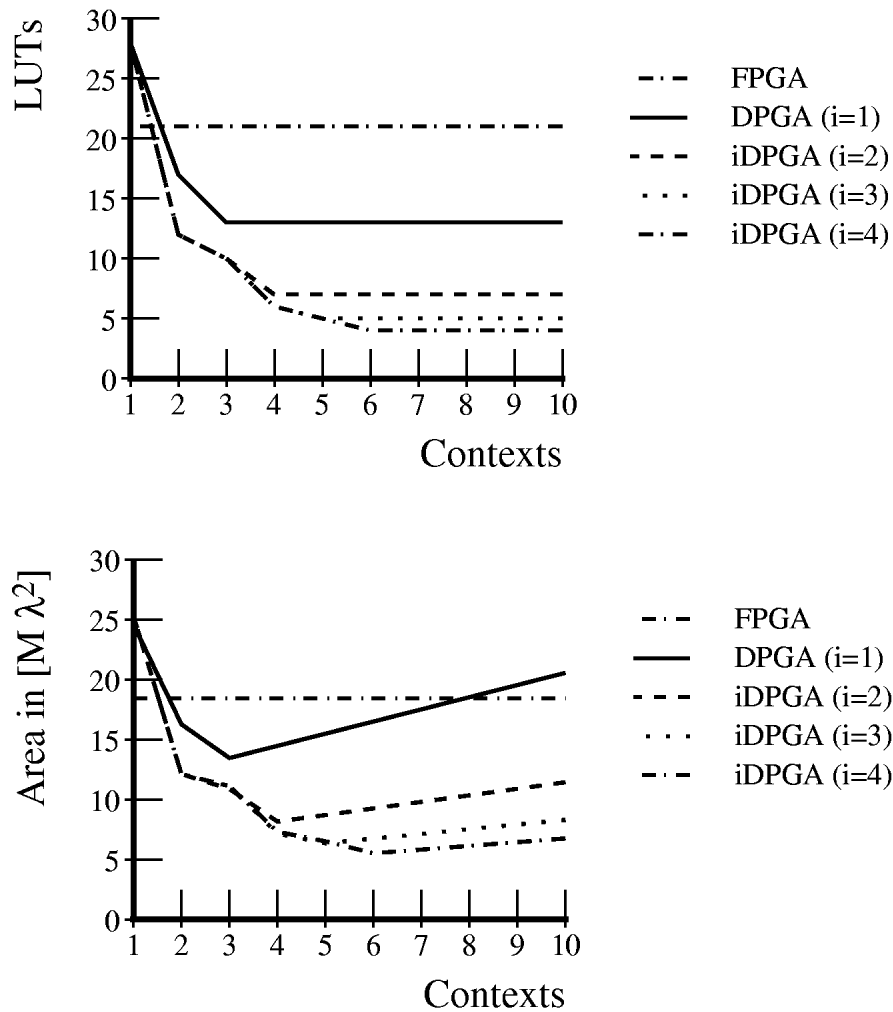 LUTs
30
25
20
15
10
5
0
1 2 3 4 5 6 7 8 9 10
Contexts
FPGA
DPGA (i=1)
iDPGA (i=2)
iDPGA (i=3)
iDPGA (i=4)
Area in [M λ²]
30
25
20
15
10
5
0
1 2 3 4 5 6 7 8 9 10
Contexts
FPGA
DPGA (i=1)
iDPGA (i=2)
iDPGA (i=3)
iDPGA (i=4)